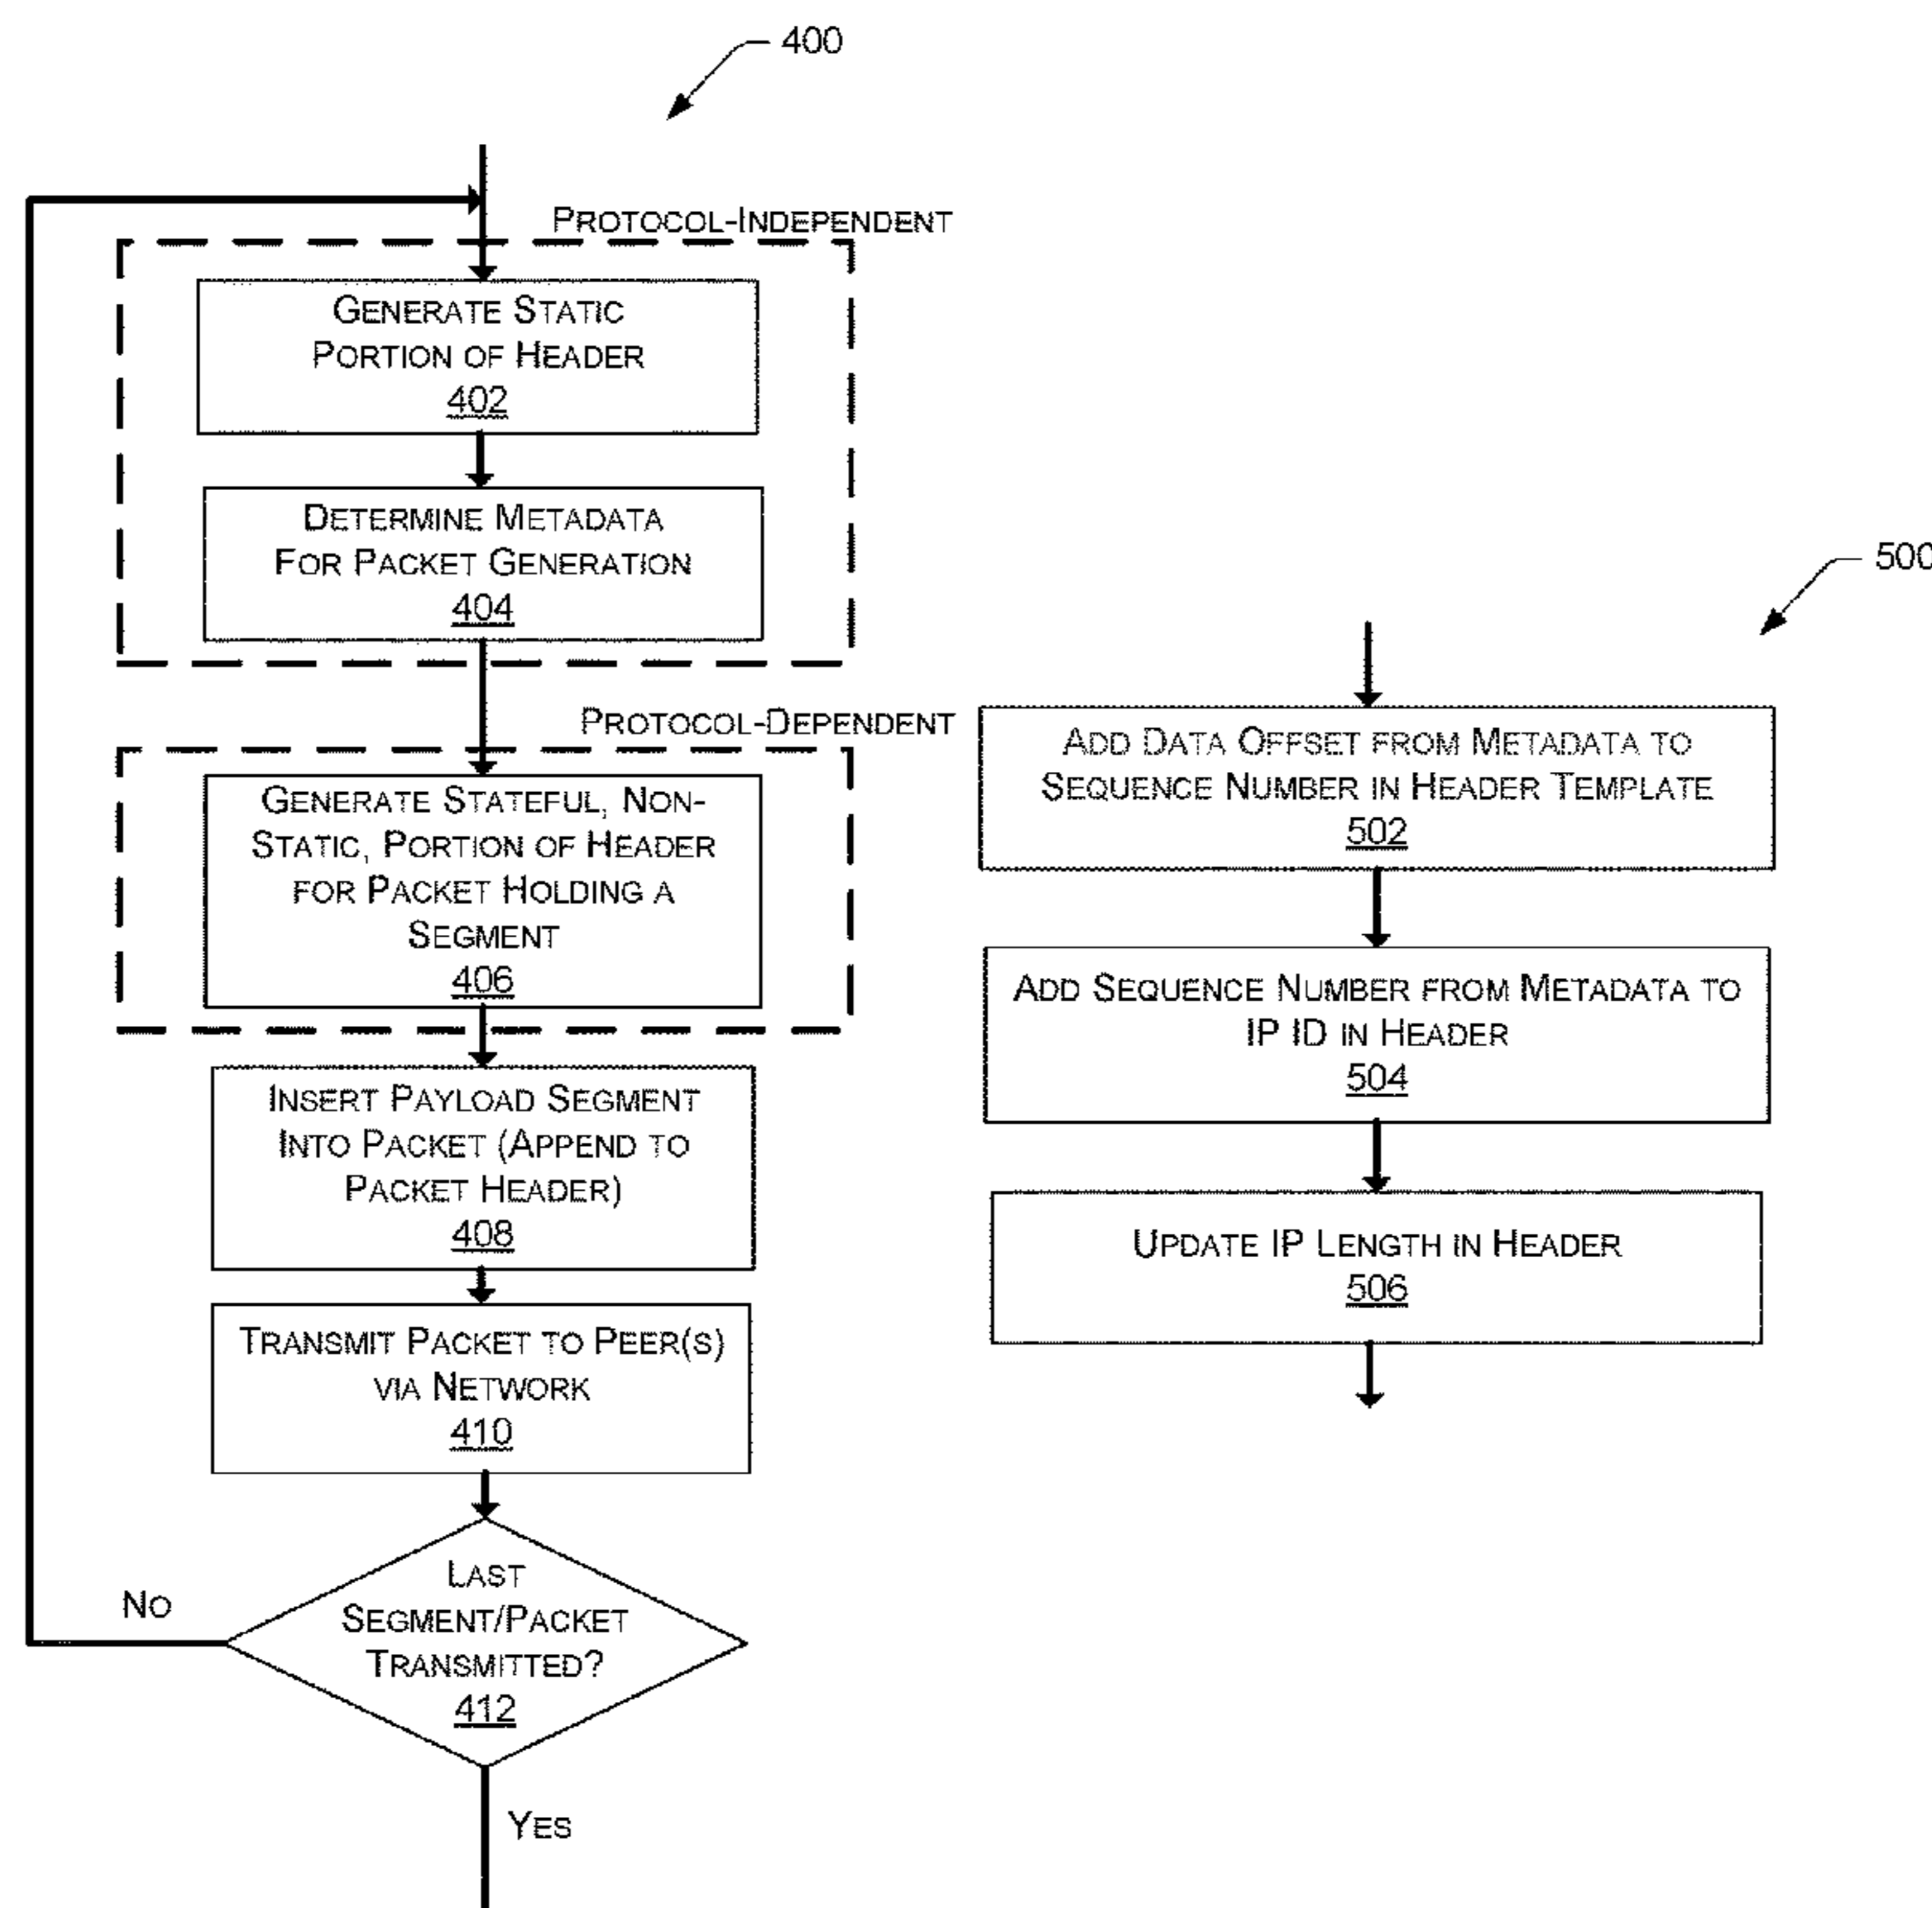 400
Protocol-Independent
Generate Static
Portion of Header
402
Determine Metadata
For Packet Generation
404
Protocol-Dependent
Generate Stateful, Non-
Static, Portion of Header
for Packet Holding a
Segment
406
Insert Payload Segment
Into Packet (Append to
Packet Header)
408
Transmit Packet to Peer(s)
via Network
410
Last
Segment/Packet
Transmitted?
412
No
Yes
500
Add Data Offset from Metadata to
Sequence Number in Header Template
502
Add Sequence Number from Metadata to
IP ID in Header
504
Update IP Length in Header
506